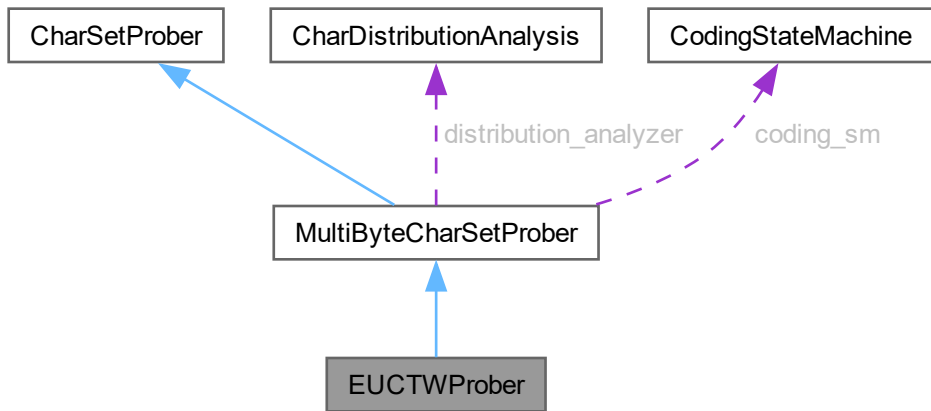 CharSetProber
CharDistributionAnalysis
CodingStateMachine
distribution_analyzer
coding_sm
MultiByteCharSetProber
EUCTWProber